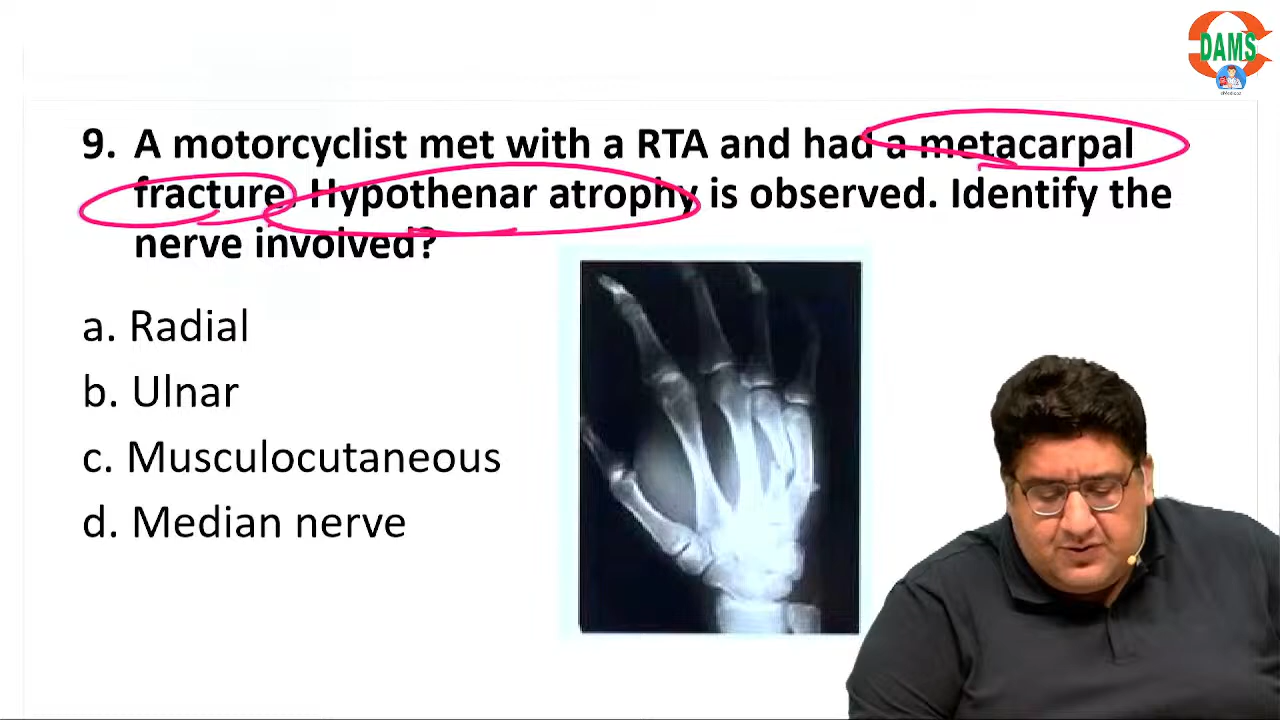 DAMS
9. A motorcyclist met with a RTA and had a metacarpal
fracture. Hypothenar atrophy is observed. Identify the
nerve involved?
a. Radial
b. Ulnar
c. Musculocutaneous
d. Median nerve